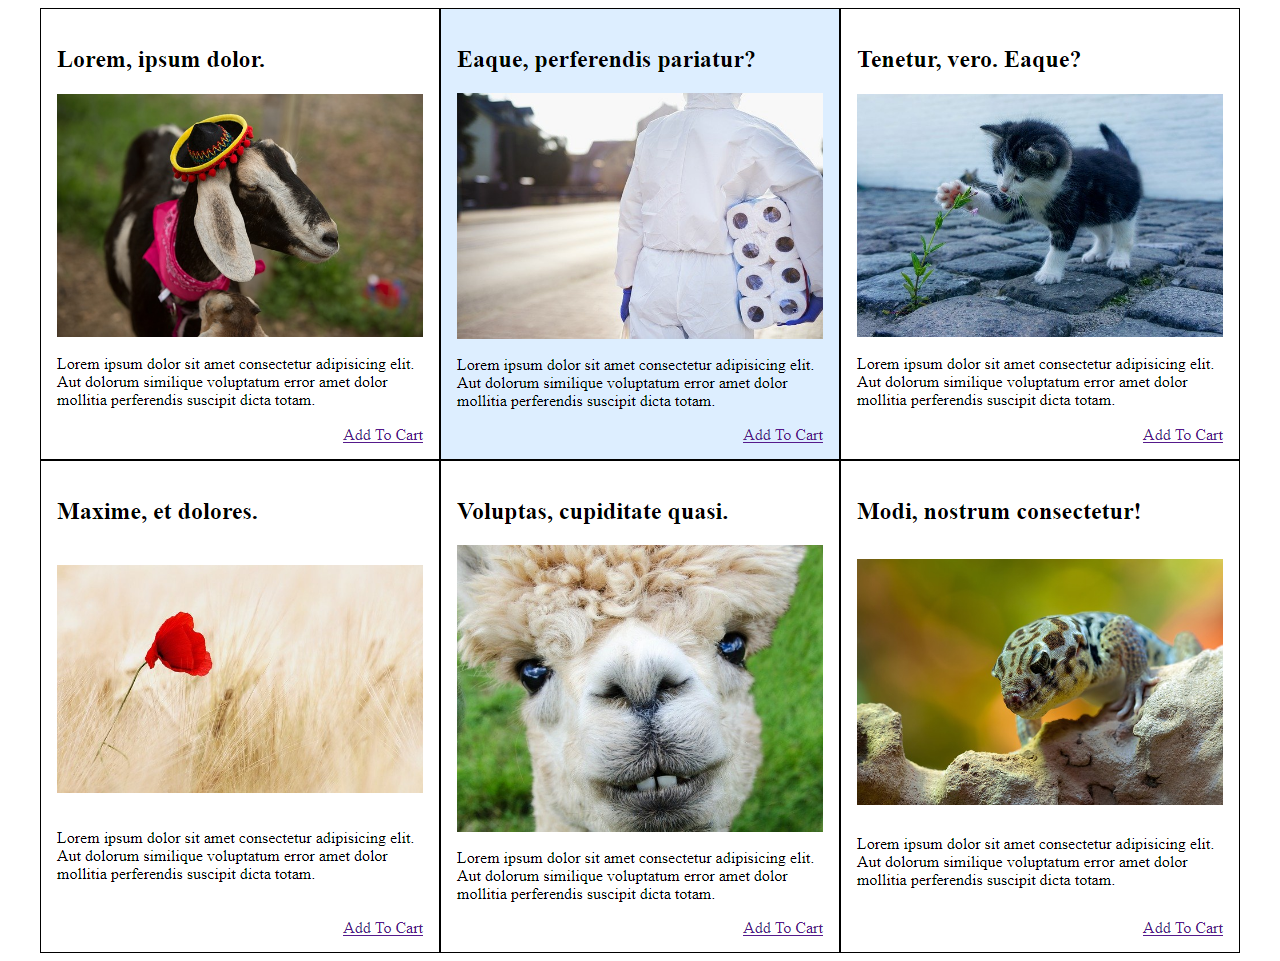 Lorem, ipsum dolor.
Lorem ipsum dolor sit amet consectetur adipisicing elit.
Aut dolorum similique voluptatum error amet dolor
mollitia perferendis suscipit dicta totam.
Add To Cart
Eaque, perferendis pariatur?
Lorem ipsum dolor sit amet consectetur adipisicing elit.
Aut dolorum similique voluptatum error amet dolor
mollitia perferendis suscipit dicta totam.
Add To Cart
Tenetur, vero. Eaque?
Lorem ipsum dolor sit amet consectetur adipisicing elit.
Aut dolorum similique voluptatum error amet dolor
mollitia perferendis suscipit dicta totam.
Add To Cart
Maxime, et dolores.
Lorem ipsum dolor sit amet consectetur adipisicing elit.
Aut dolorum similique voluptatum error amet dolor
mollitia perferendis suscipit dicta totam.
Add To Cart
Voluptas, cupiditate quasi.
Lorem ipsum dolor sit amet consectetur adipisicing elit.
Aut dolorum similique voluptatum error amet dolor
mollitia perferendis suscipit dicta totam.
Add To Cart
Modi, nostrum consectetur!
Lorem ipsum dolor sit amet consectetur adipisicing elit.
Aut dolorum similique voluptatum error amet dolor
mollitia perferendis suscipit dicta totam.
Add To Cart